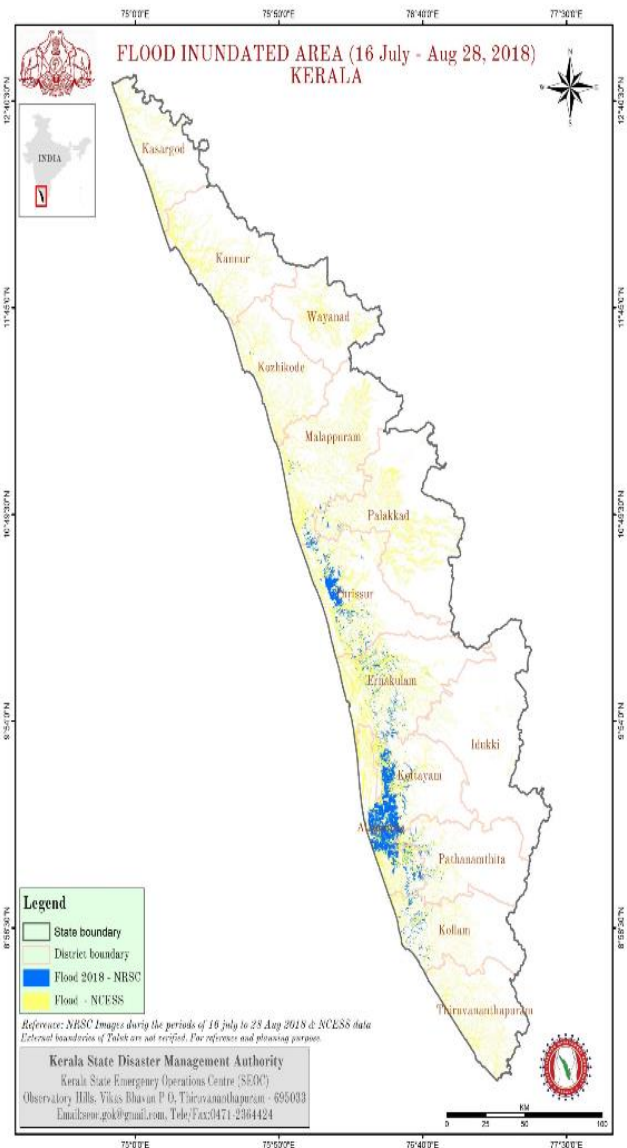 75°0'0"E 75°50'0"E 76°40'0"E 77°30'0"E
FLOOD INUNDATED AREA (16 July - Aug 28, 2018)
KERALA
N
INDIA
Kasargod
Kannur
Wayanad
Kozhikode
Malappuram
Palakkad
Thrissur
Ernakulam
Idukki
Kottayam
Pathanamthita
Kollam
Thiruvananthapuram
Legend
State boundary
District boundary
Flood 2018 - NRSC
Flood - NCESS
Reference: NRSC Images durig the periods of 16 july to 28 Aug 2018 & NCESS data
External boundaries of Taluk are not verified. For reference and planning purpose.
Kerala State Disaster Management Authority
Kerala State Emergency Operations Centre (SEOC)
Observatory Hills, Vikas Bhavan P O, Thiruvananthapuram - 695033
Email:seoc.gok@gmail.com, Tele/Fax:0471-2364424
KM
0 25 50 100
75°0'0"E 75°50'0"E 76°40'0"E 77°30'0"E